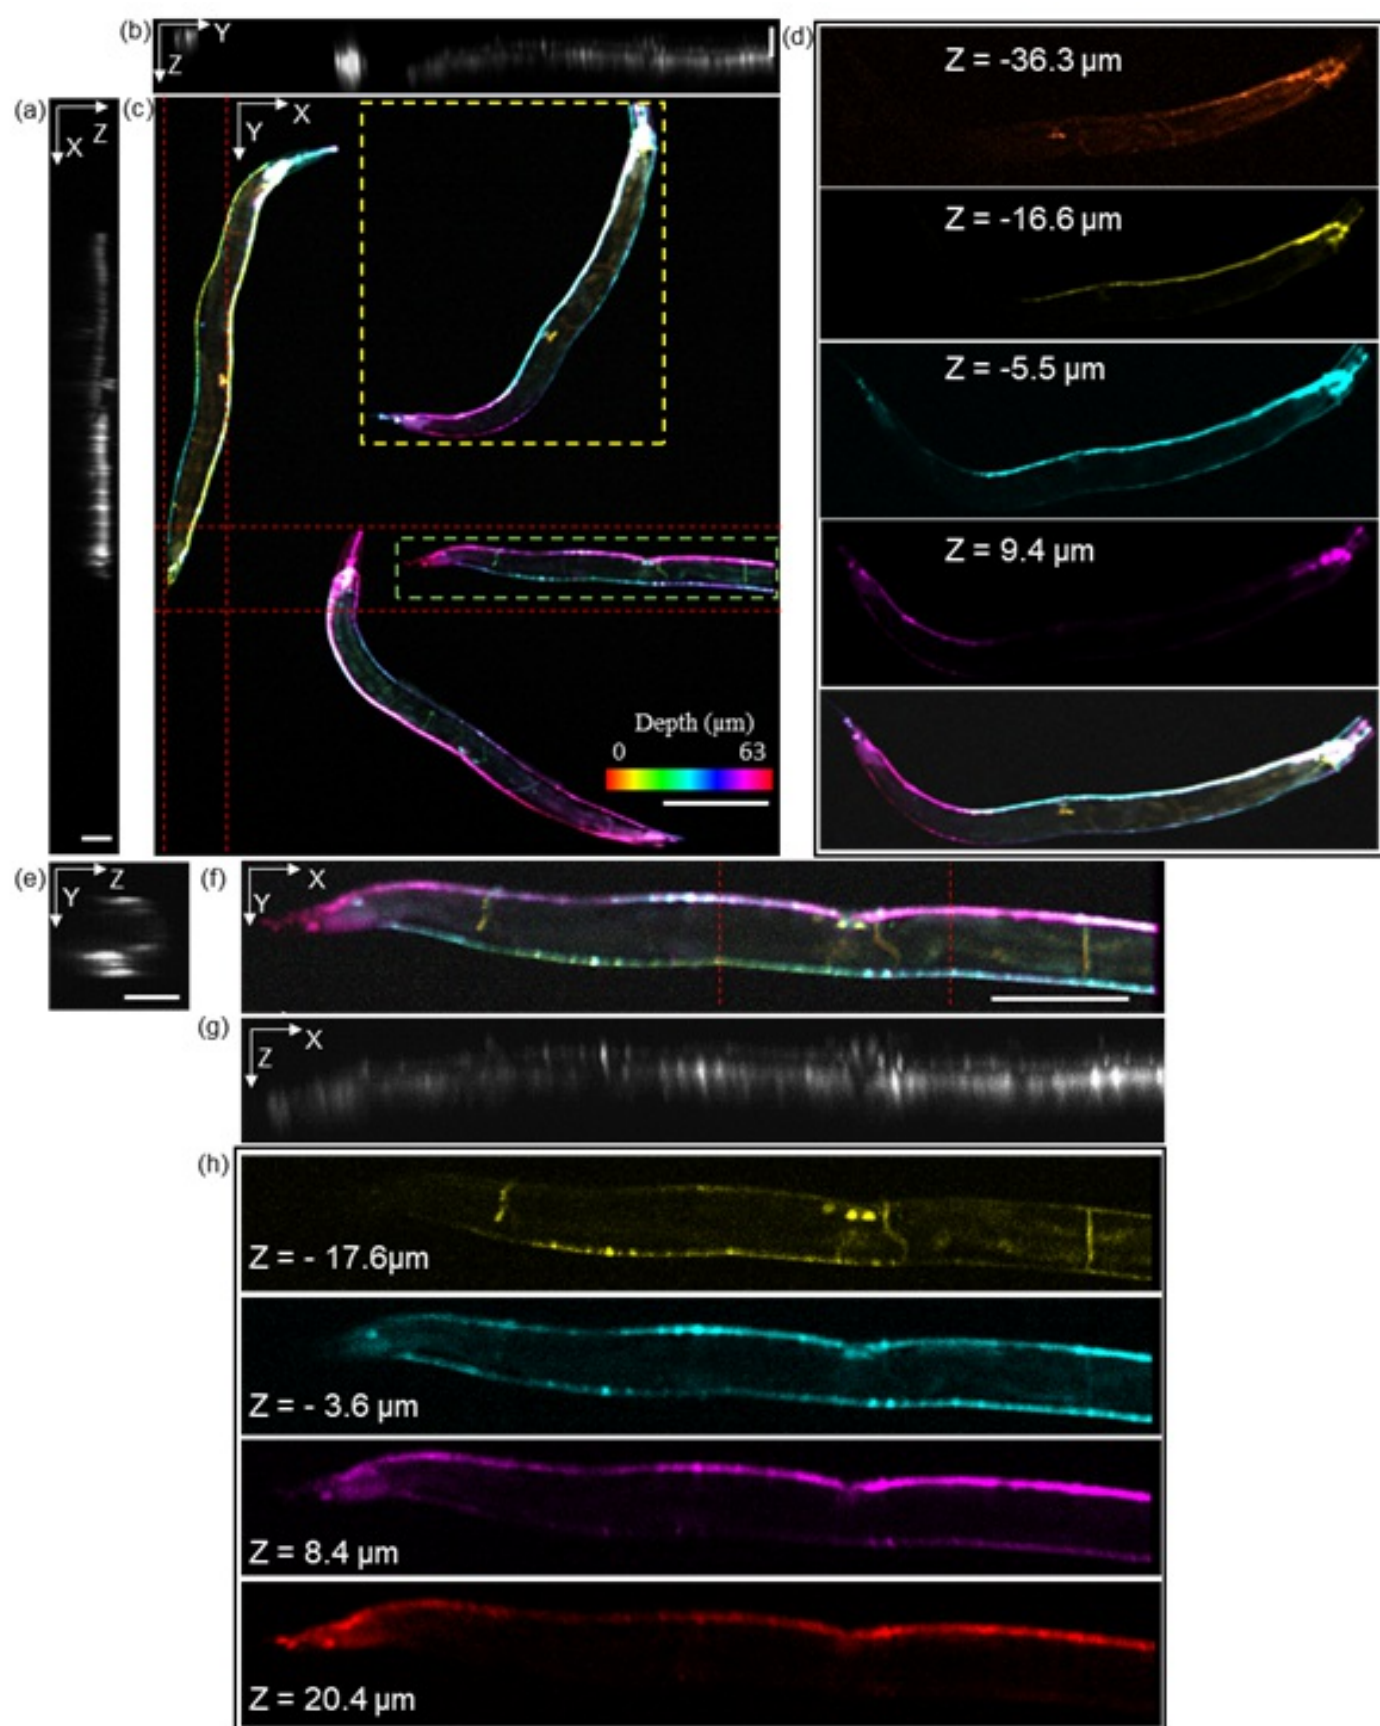 (b)
Y
Z
(d)
Z = -36.3 µm
(a)
Z
X
(c)
X
Y
Z = -16.6 µm
Z = -5.5 µm
Z = 9.4 µm
Depth (µm)
0 63
(e)
Z
Y
(f)
X
Y
(g)
X
Z
(h)
Z = - 17.6µm
Z = - 3.6 µm
Z = 8.4 µm
Z = 20.4 µm